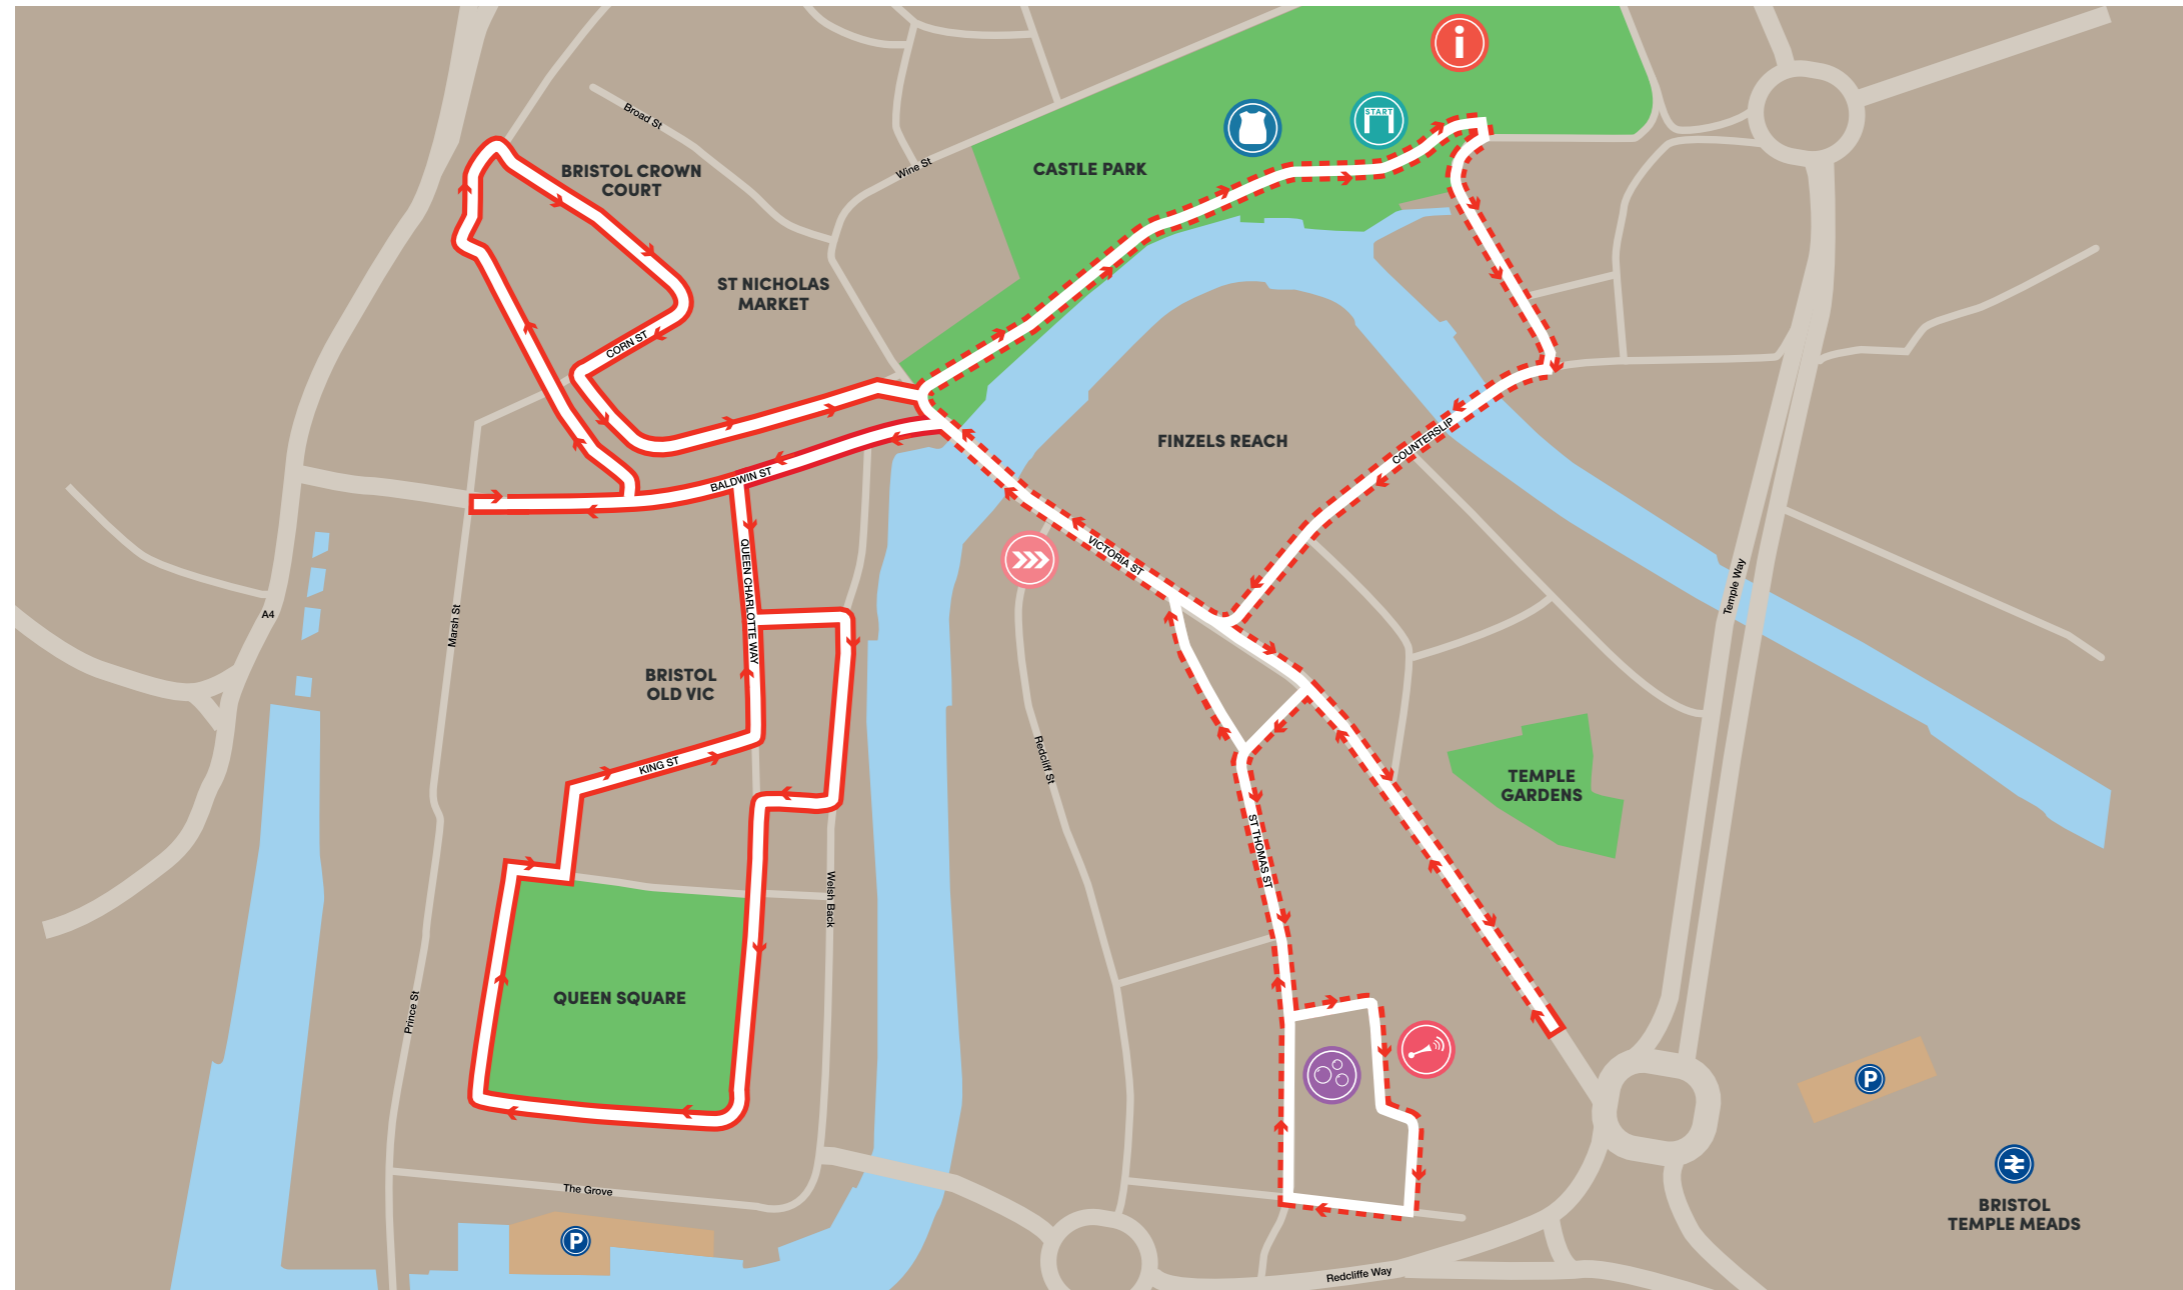 START
Broad St
BRISTOL CROWN
COURT
Wine St
CASTLE PARK
ST NICHOLAS
MARKET
CORN ST
FINZELS REACH
COUNTERSLIP
BALDWIN ST
QUEEN CHARLOTTE WAY
VICTORIA ST
Temple Way
A4
Marsh St
BRISTOL
OLD VIC
KING ST
Redcliff St
TEMPLE
GARDENS
ST THOMAS ST
Welsh Back
QUEEN SQUARE
Prince St
P
The Grove
BRISTOL
TEMPLE MEADS
P
Redcliffe Way